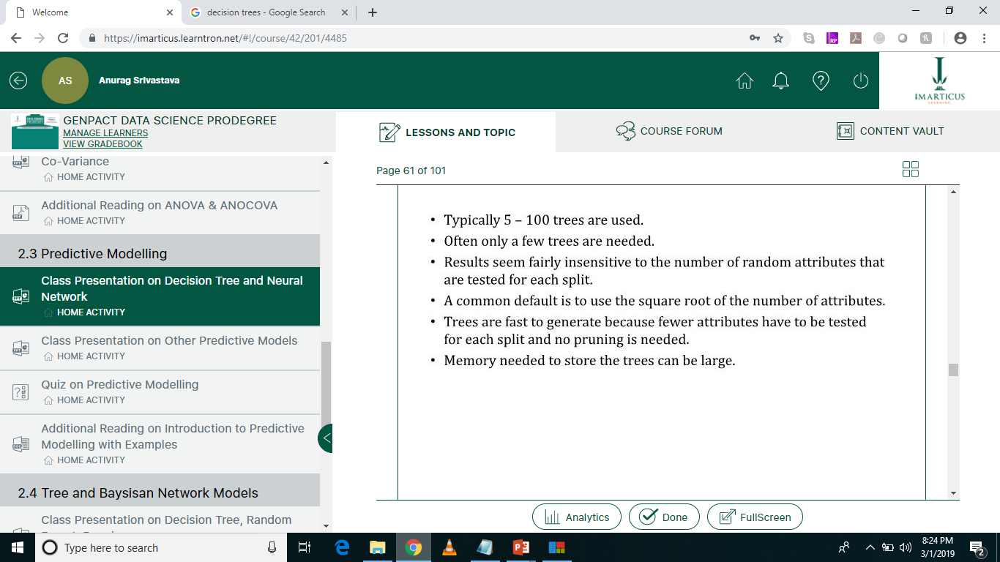 Welcome
decision trees - Google Search
https://imarticus.learntron.net/#!/course/42/201/4485
RP
AS
Anurag Srivastava
IMARTICUS
LEARNING
GENPACT DATA SCIENCE PRODEGREE
MANAGE LEARNERS
VIEW GRADEBOOK
LESSONS AND TOPIC
COURSE FORUM
CONTENT VAULT
Co-Variance
HOME ACTIVITY
Additional Reading on ANOVA & ANOCOVA
HOME ACTIVITY
2.3 Predictive Modelling
Class Presentation on Decision Tree and Neural
Network
HOME ACTIVITY
Class Presentation on Other Predictive Models
HOME ACTIVITY
Quiz on Predictive Modelling
HOME ACTIVITY
Additional Reading on Introduction to Predictive
Modelling with Examples
HOME ACTIVITY
2.4 Tree and Baysisan Network Models
Class Presentation on Decision Tree, Random
Page 61 of 101
• Typically 5 – 100 trees are used.
• Often only a few trees are needed.
• Results seem fairly insensitive to the number of random attributes that
are tested for each split.
• A common default is to use the square root of the number of attributes.
• Trees are fast to generate because fewer attributes have to be tested
for each split and no pruning is needed.
• Memory needed to store the trees can be large.
Analytics
Done
FullScreen
Type here to search
8:24 PM
3/1/2019
2